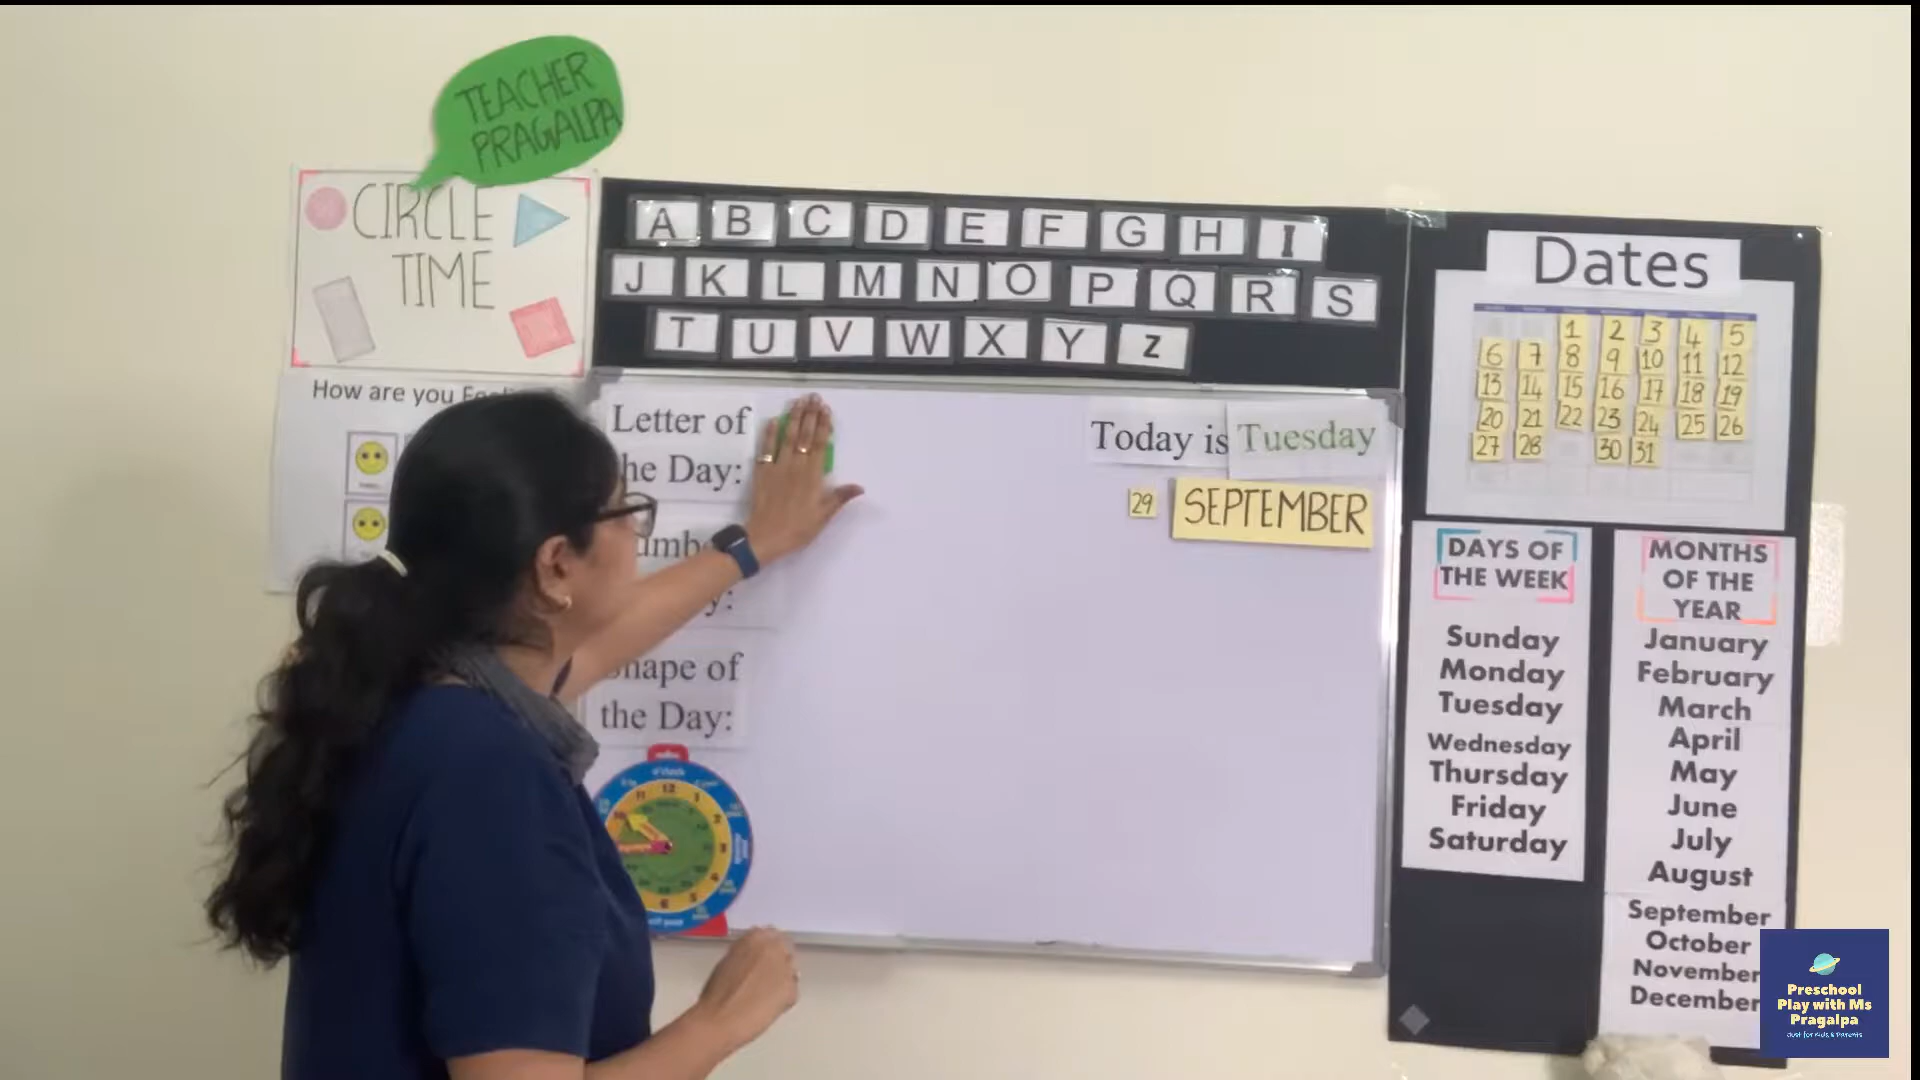 TEACHER
PRAGALPA
CIRCLE
TIME
How are you
A B C D E F G H I
J K L M N O P Q R S
T U V W X Y Z
Letter of
the Day:
Shape of
the Day:
Today is Tuesday
29 SEPTEMBER
Dates
1 2 3 4 5
6 7 8 9 10 11 12
13 14 15 16 17 18 19
20 21 22 23 24 25 26
27 28 30 31
DAYS OF
THE WEEK
Sunday
Monday
Tuesday
Wednesday
Thursday
Friday
Saturday
MONTHS
OF THE
YEAR
January
February
March
April
May
June
July
August
September
October
November
December
Preschool
Play with Ms
Pragalpa
Just for Kids & Parents